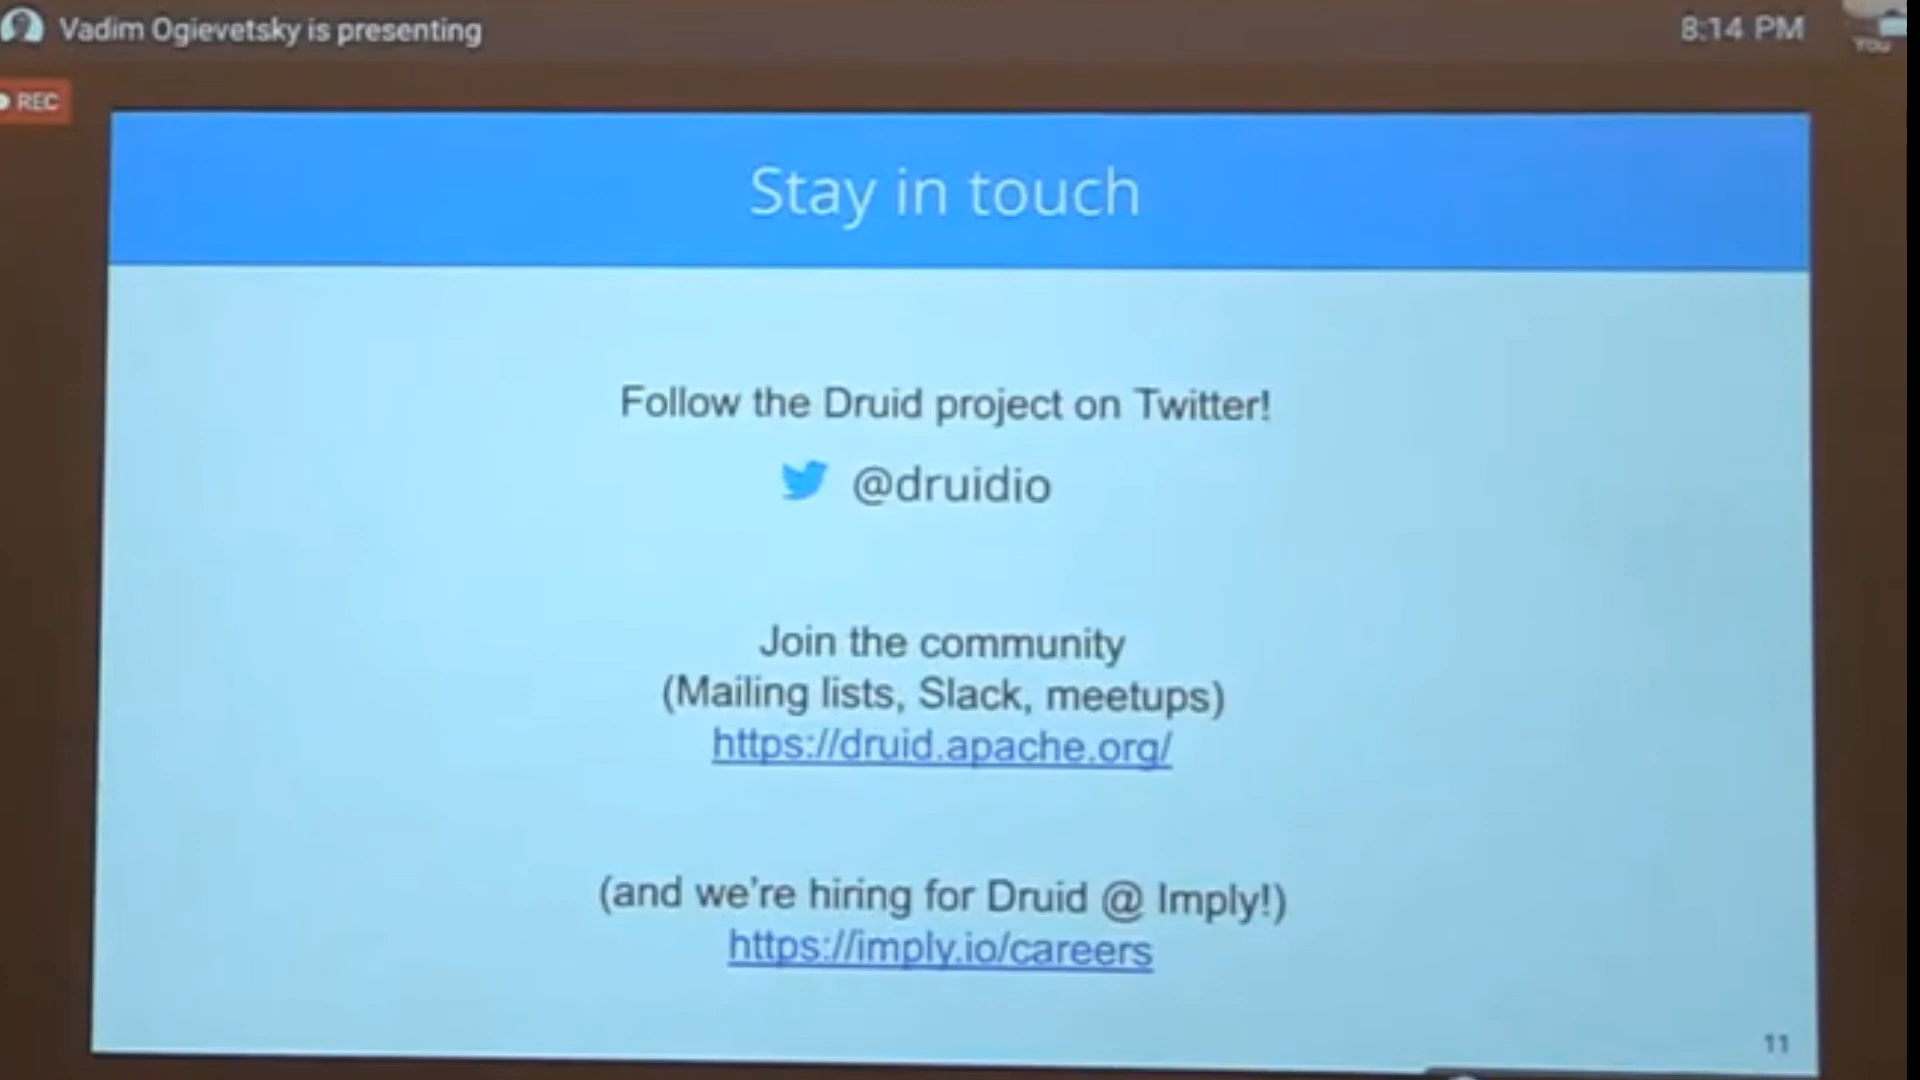 Vadim Ogievetsky is presenting
8:14 PM
You
REC
Stay in touch
Follow the Druid project on Twitter!
@druidio
Join the community
(Mailing lists, Slack, meetups)
https://druid.apache.org/
(and we're hiring for Druid @ Imply!)
https://imply.io/careers
11